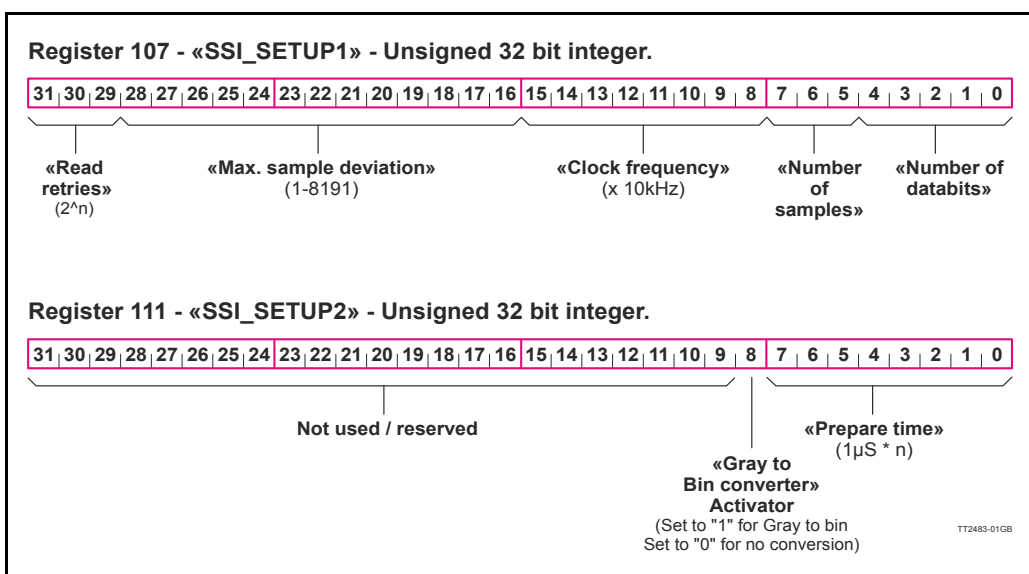 Register 107 - «SSI_SETUP1» - Unsigned 32 bit integer.
31 30 29 28 27 26 25 24 23 22 21 20 19 18 17 16 15 14 13 12 11 10 9 8 7 6 5 4 3 2 1 0
«Read retries» (2^n)
«Max. sample deviation» (1-8191)
«Clock frequency» (x 10kHz)
«Number of samples»
«Number of databits»
Register 111 - «SSI_SETUP2» - Unsigned 32 bit integer.
31 30 29 28 27 26 25 24 23 22 21 20 19 18 17 16 15 14 13 12 11 10 9 8 7 6 5 4 3 2 1 0
Not used / reserved
«Gray to
Bin converter»
Activator
(Set to "1" for Gray to bin
Set to "0" for no conversion)
«Prepare time»
(1µS * n)
TT2483-01GB